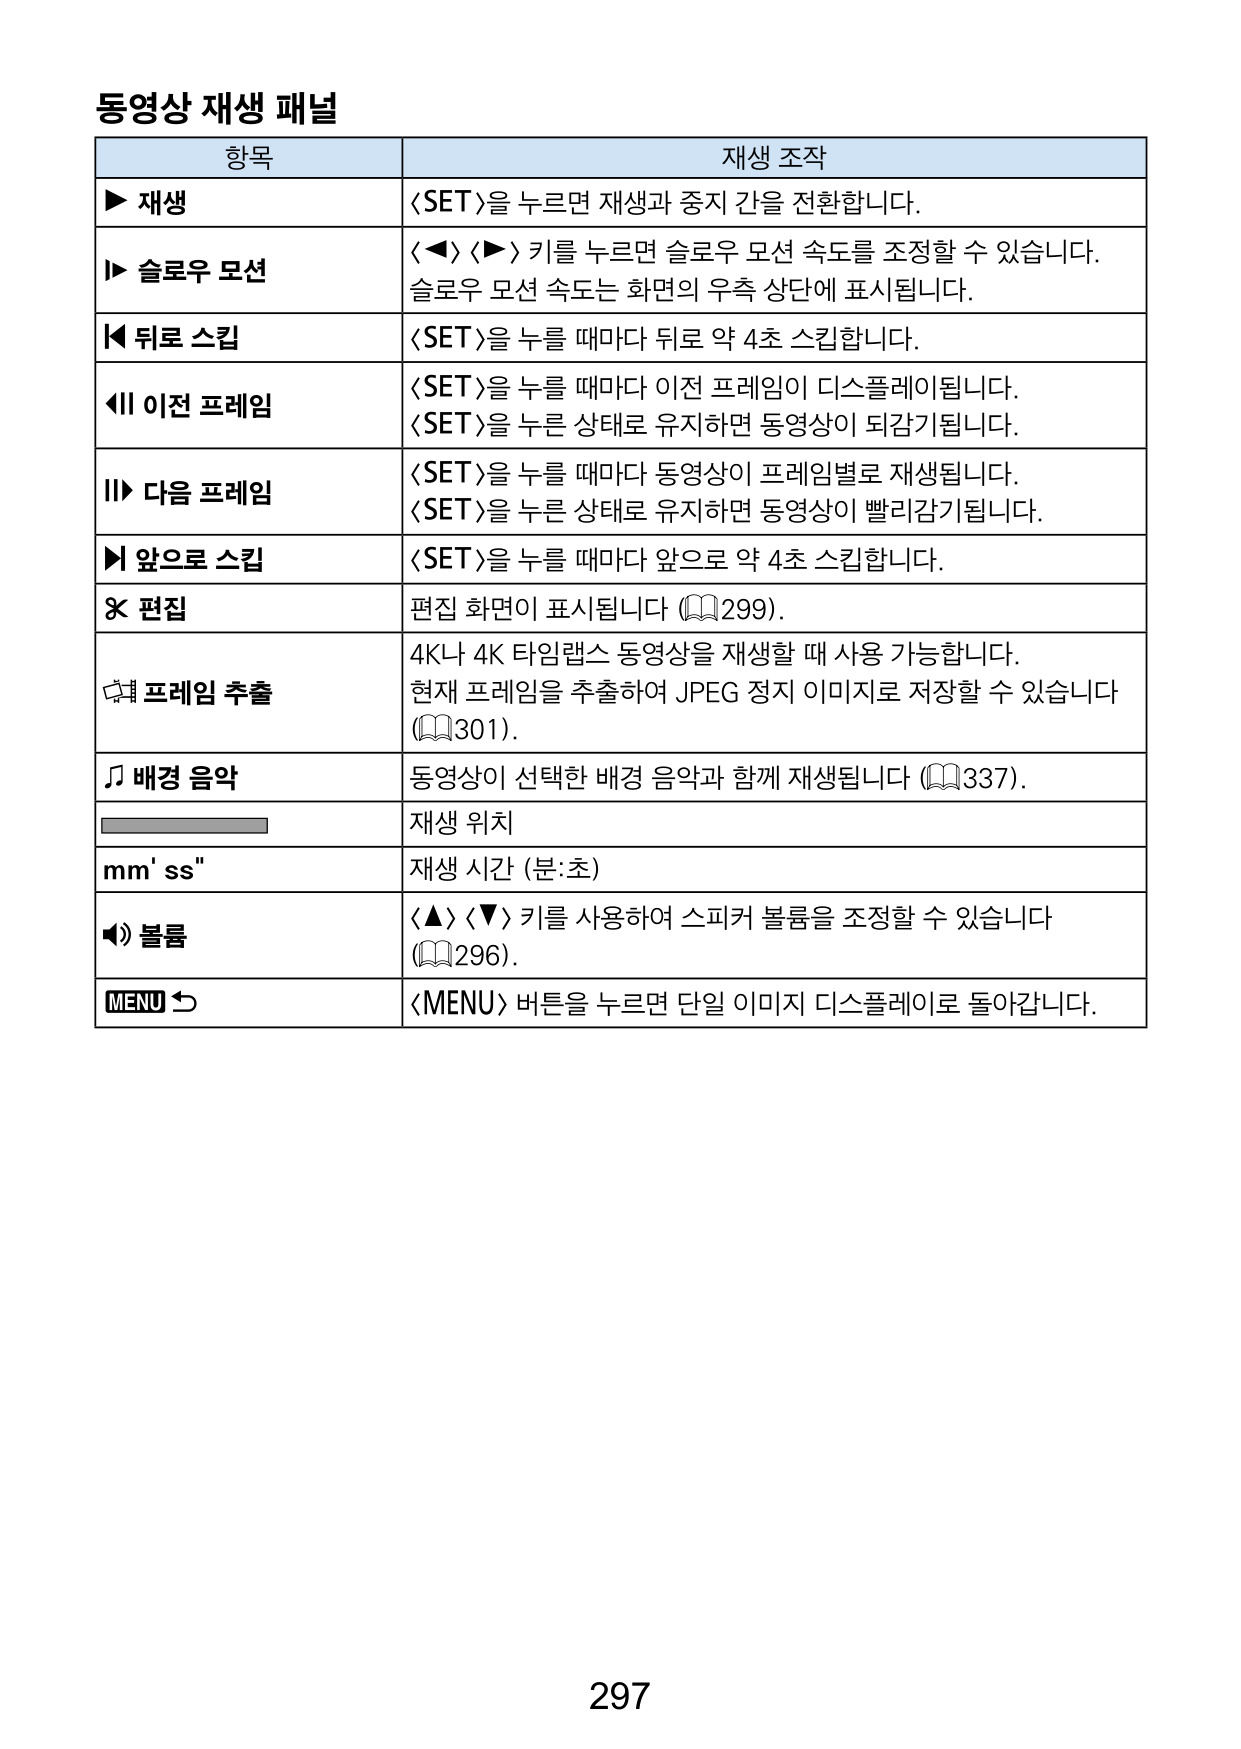 동영상 재생 패널
항목 재생 조작
▶ 재생 〈SET〉을 누르면 재생과 중지 간을 전환합니다.
슬로우 모션 〈◀〉〈▶〉 키를 누르면 슬로우 모션 속도를 조정할 수 있습니다.
슬로우 모션 속도는 화면의 우측 상단에 표시됩니다.
뒤로 스킵 〈SET〉을 누를 때마다 뒤로 약 4초 스킵합니다.
이전 프레임 〈SET〉을 누를 때마다 이전 프레임이 디스플레이됩니다.
〈SET〉을 누른 상태로 유지하면 동영상이 되감기됩니다.
다음 프레임 〈SET〉을 누를 때마다 동영상이 프레임별로 재생됩니다.
〈SET〉을 누른 상태로 유지하면 동영상이 빨리감기됩니다.
앞으로 스킵 〈SET〉을 누를 때마다 앞으로 약 4초 스킵합니다.
편집 편집 화면이 표시됩니다 (299).
4K나 4K 타임랩스 동영상을 재생할 때 사용 가능합니다.
프레임 추출 현재 프레임을 추출하여 JPEG 정지 이미지로 저장할 수 있습니다
(301).
♫ 배경 음악 동영상이 선택한 배경 음악과 함께 재생됩니다 (337).
재생 위치
mm' ss" 재생 시간 (분:초)
볼륨 〈▲〉〈▼〉 키를 사용하여 스피커 볼륨을 조정할 수 있습니다
(296).
MENU 〈MENU〉 버튼을 누르면 단일 이미지 디스플레이로 돌아갑니다.
297